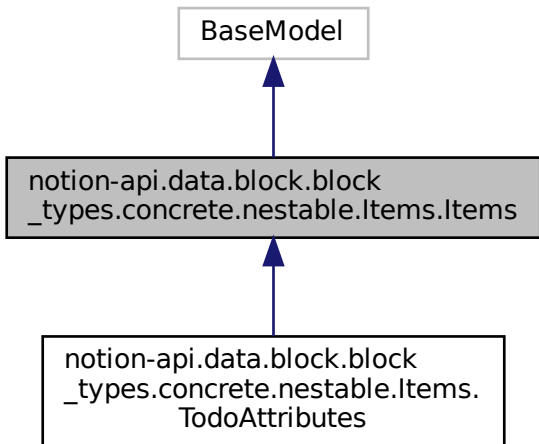 BaseModel
notion-api.data.block.block
_types.concrete.nestable.Items.Items
notion-api.data.block.block
_types.concrete.nestable.Items.
TodoAttributes